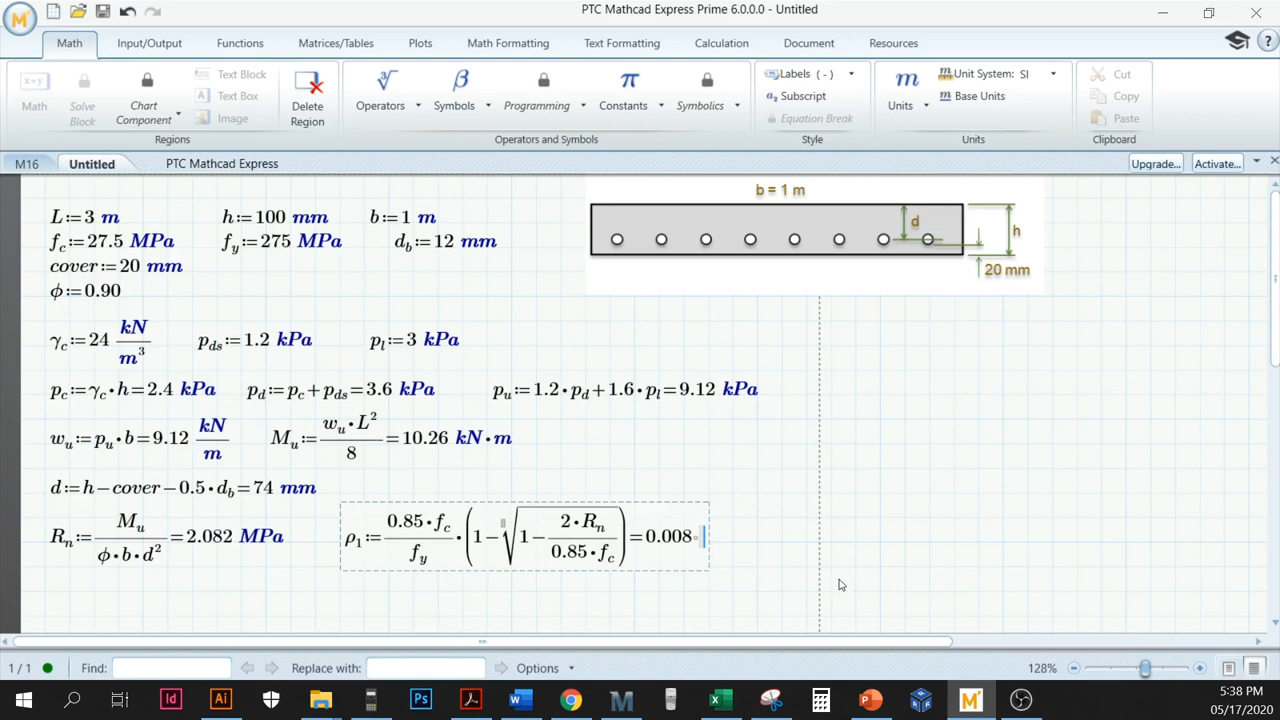 PTC Mathcad Express Prime 6.0.0.0 - Untitled
Math Input/Output Functions Matrices/Tables Plots Math Formatting Text Formatting Calculation Document Resources
Math Solve Block Chart Component Text Block Text Box Image Delete Region Operators Symbols Programming Constants Symbolics Labels ( - ) Subscript Equation Break Units Unit System: SI Base Units Cut Copy Paste
Regions Operators and Symbols Style Units Clipboard
M16 Untitled PTC Mathcad Express Upgrade... Activate...
b = 1 m
d
h
20 mm
L:=3 m h:=100 mm b:=1 m
f_c:=27.5 MPa f_y:=275 MPa d_b:=12 mm
cover:=20 mm
ϕ:=0.90
γ_c:=24 kN/m^3 p_ds:=1.2 kPa p_l:=3 kPa
p_c:=γ_c·h=2.4 kPa p_d:=p_c+p_ds=3.6 kPa p_u:=1.2·p_d+1.6·p_l=9.12 kPa
w_u:=p_u·b=9.12 kN/m M_u:=w_u·L^2/8=10.26 kN·m
d:=h−cover−0.5·d_b=74 mm
R_n:=M_u/(ϕ·b·d^2)=2.082 MPa ρ_1:=0.85·f_c/f_y·(1−√(1−2·R_n/(0.85·f_c)))=0.008
1 / 1 Find: Replace with: Options 128%
5:38 PM
05/17/2020